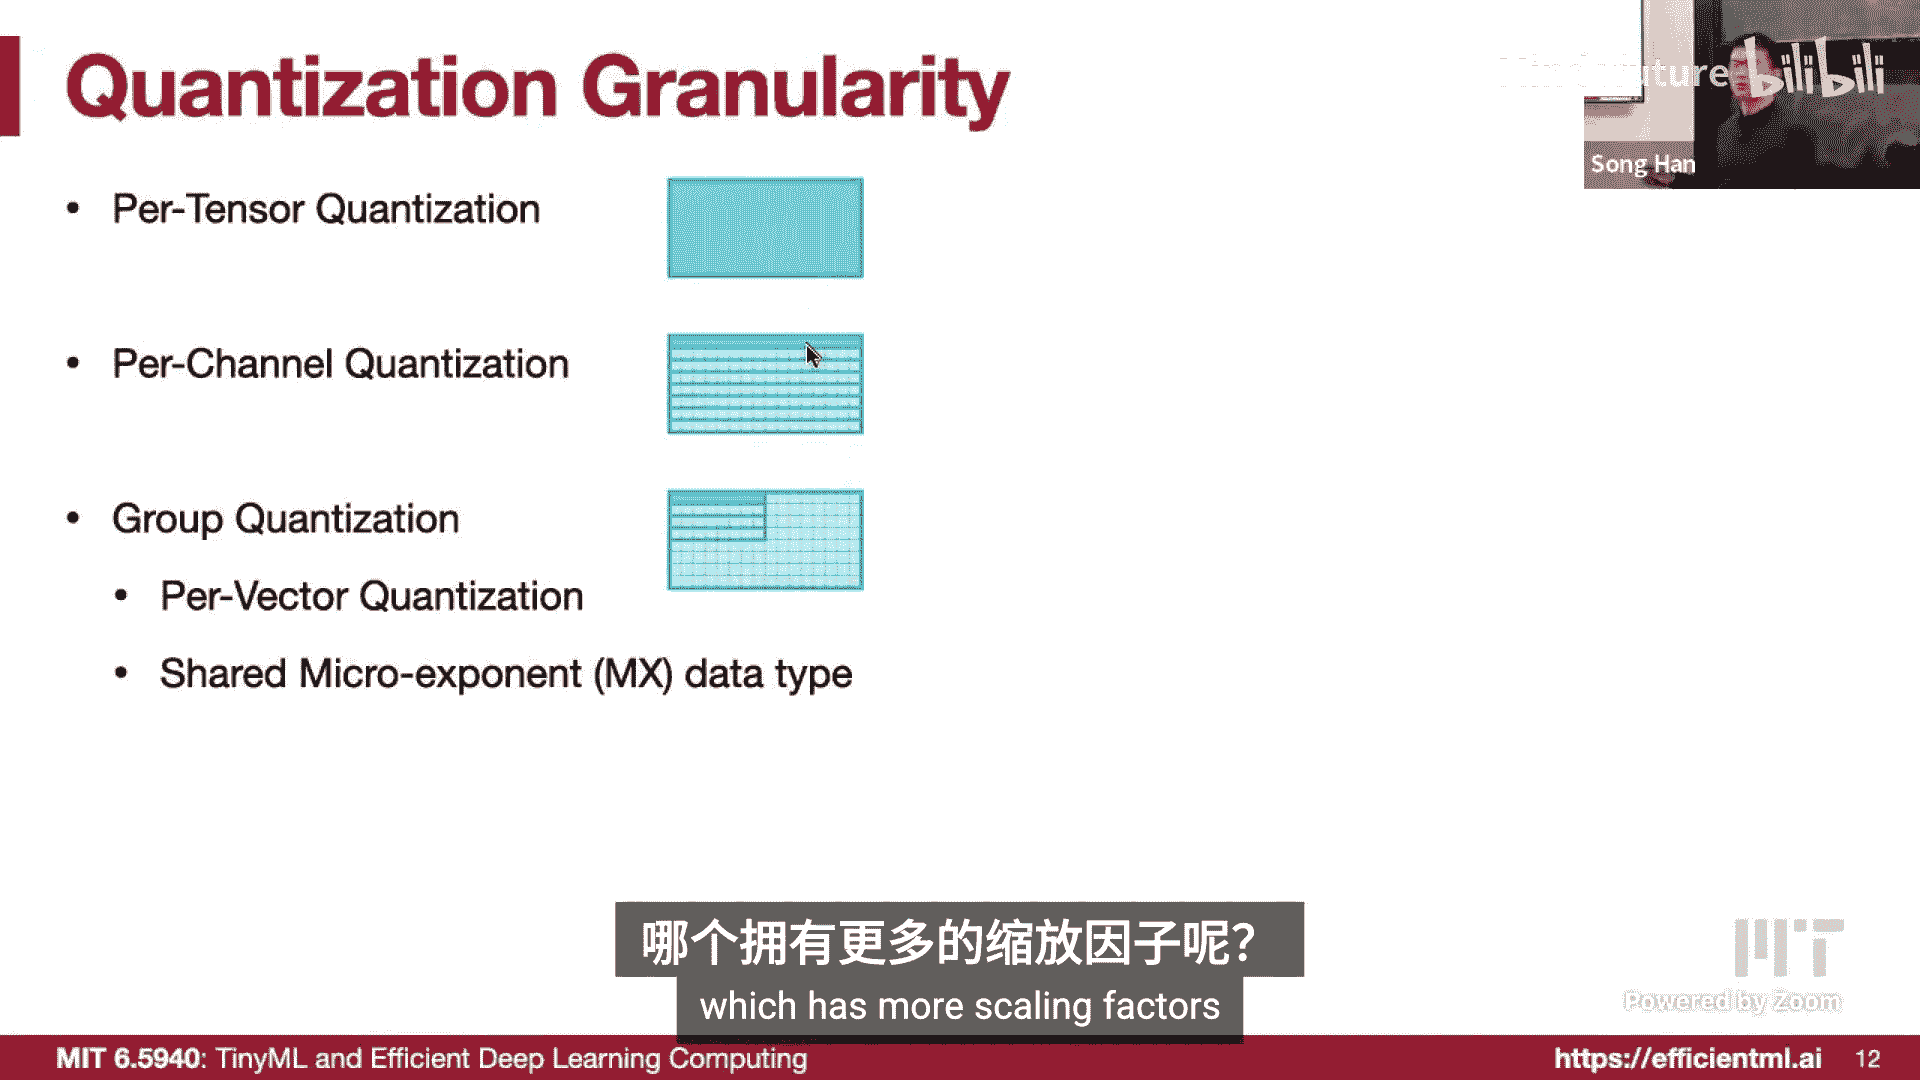 Quantization Granularity
bilibili
Song Han
• Per-Tensor Quantization
• Per-Channel Quantization
• Group Quantization
• Per-Vector Quantization
• Shared Micro-exponent (MX) data type
哪个拥有更多的缩放因子呢?
which has more scaling factors
MIT
Powered by Zoom
MIT 6.5940: TinyML and Efficient Deep Learning Computing
https://efficientml.ai
12